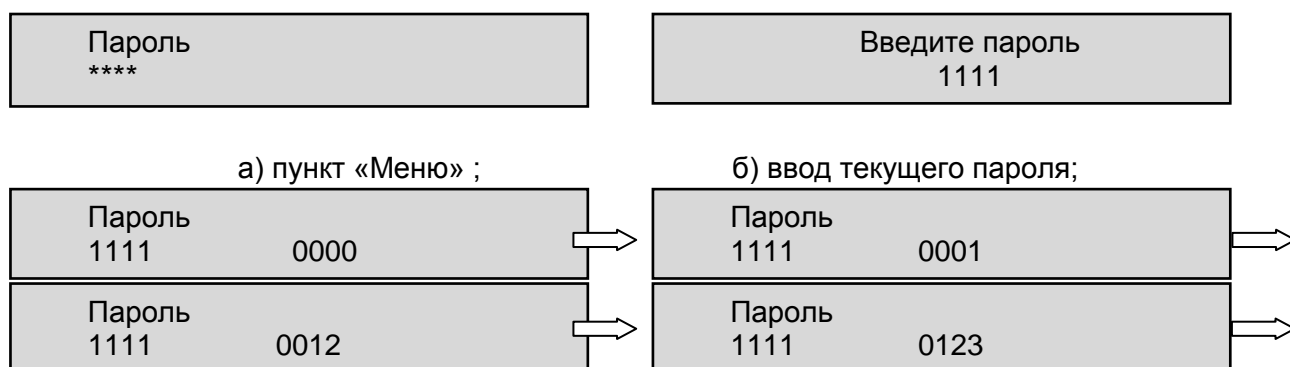 Пароль
****
Введите пароль
1111
а) пункт «Меню» ;
б) ввод текущего пароля;
Пароль
1111 0000
Пароль
1111 0001
Пароль
1111 0012
Пароль
1111 0123